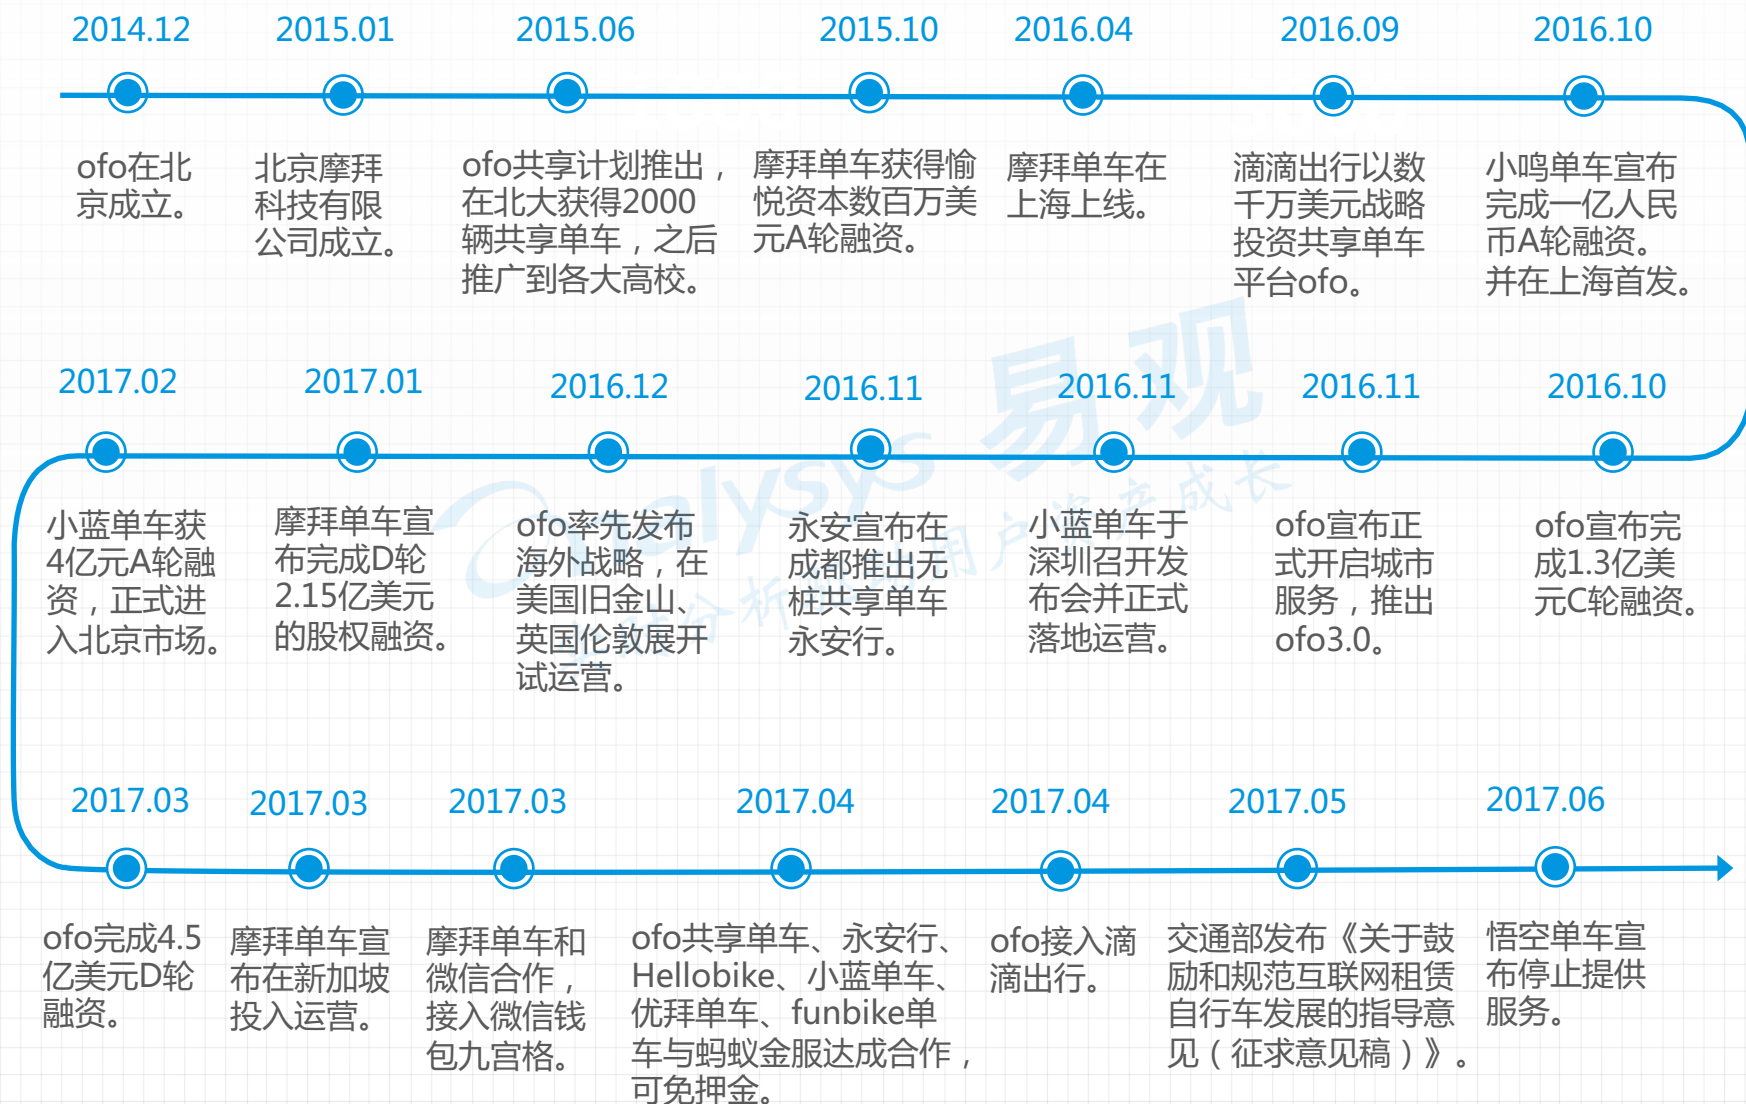 2014.12
ofo在北
京成立。
2015.01
北京摩拜
科技有限
公司成立。
2015.06
ofo共享计划推出，
在北大获得2000
辆共享单车，之后
推广到各大高校。
2015.10
摩拜单车获得愉
悦资本数百万美
元A轮融资。
2016.04
摩拜单车在
上海上线。
2016.09
滴滴出行以数
千万美元战略
投资共享单车
平台ofo。
2016.10
小鸣单车宣布
完成一亿人民
币A轮融资。
并在上海首发。
2016.10
ofo宣布完
成1.3亿美
元C轮融资。
2016.11
ofo宣布正
式开启城市
服务，推出
ofo3.0。
2016.11
小蓝单车于
深圳召开发
布会并正式
落地运营。
2016.11
永安宣布在
成都推出无
桩共享单车
永安行。
2016.12
ofo率先发布
海外战略，在
美国旧金山、
英国伦敦展开
试运营。
2017.01
摩拜单车宣
布完成D轮
2.15亿美元
的股权融资。
2017.02
小蓝单车获
4亿元A轮融
资，正式进
入北京市场。
2017.03
ofo完成4.5
亿美元D轮
融资。
2017.03
摩拜单车宣
布在新加坡
投入运营。
2017.03
摩拜单车和
微信合作，
接入微信钱
包九宫格。
2017.04
ofo共享单车、永安行、
Hellobike、小蓝单车、
优拜单车、funbike单
车与蚂蚁金服达成合作，
可免押金。
2017.04
ofo接入滴
滴出行。
2017.05
交通部发布《关于鼓
励和规范互联网租赁
自行车发展的指导意
见（征求意见稿）》。
2017.06
悟空单车宣
布停止提供
服务。
analysys 易观